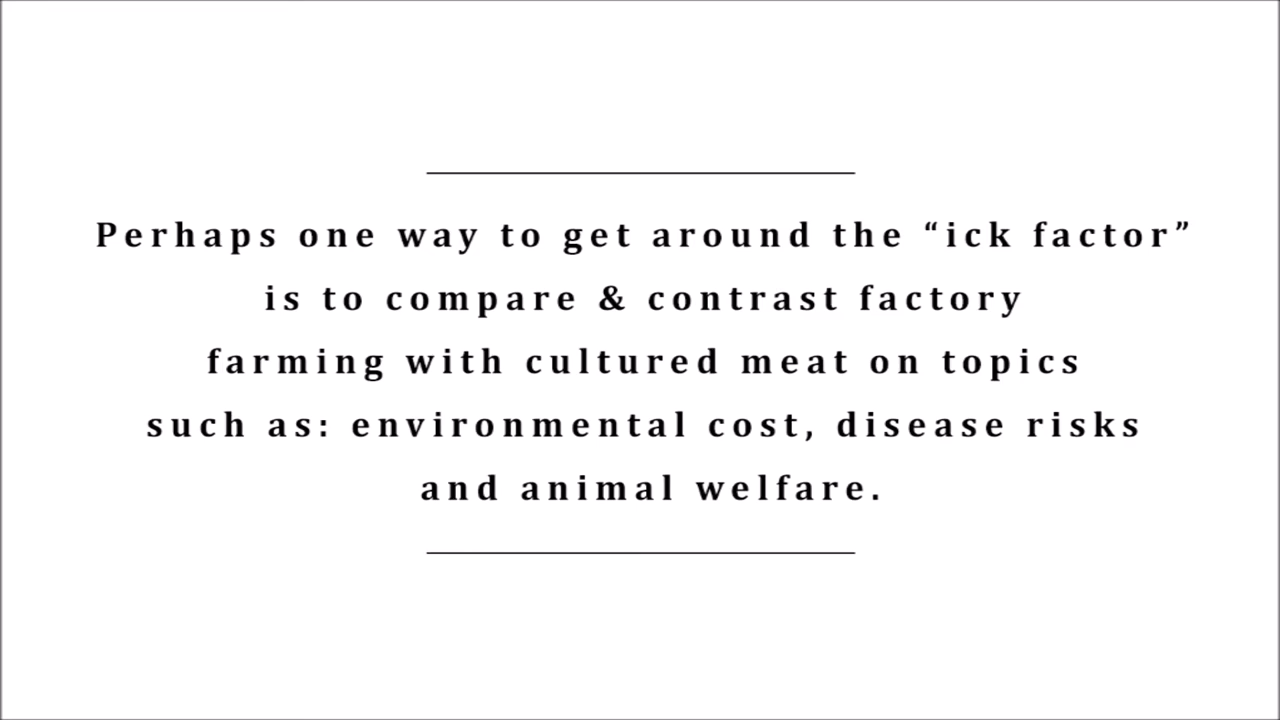 Perhaps one way to get around the “ick factor”
is to compare & contrast factory
farming with cultured meat on topics
such as: environmental cost, disease risks
and animal welfare.